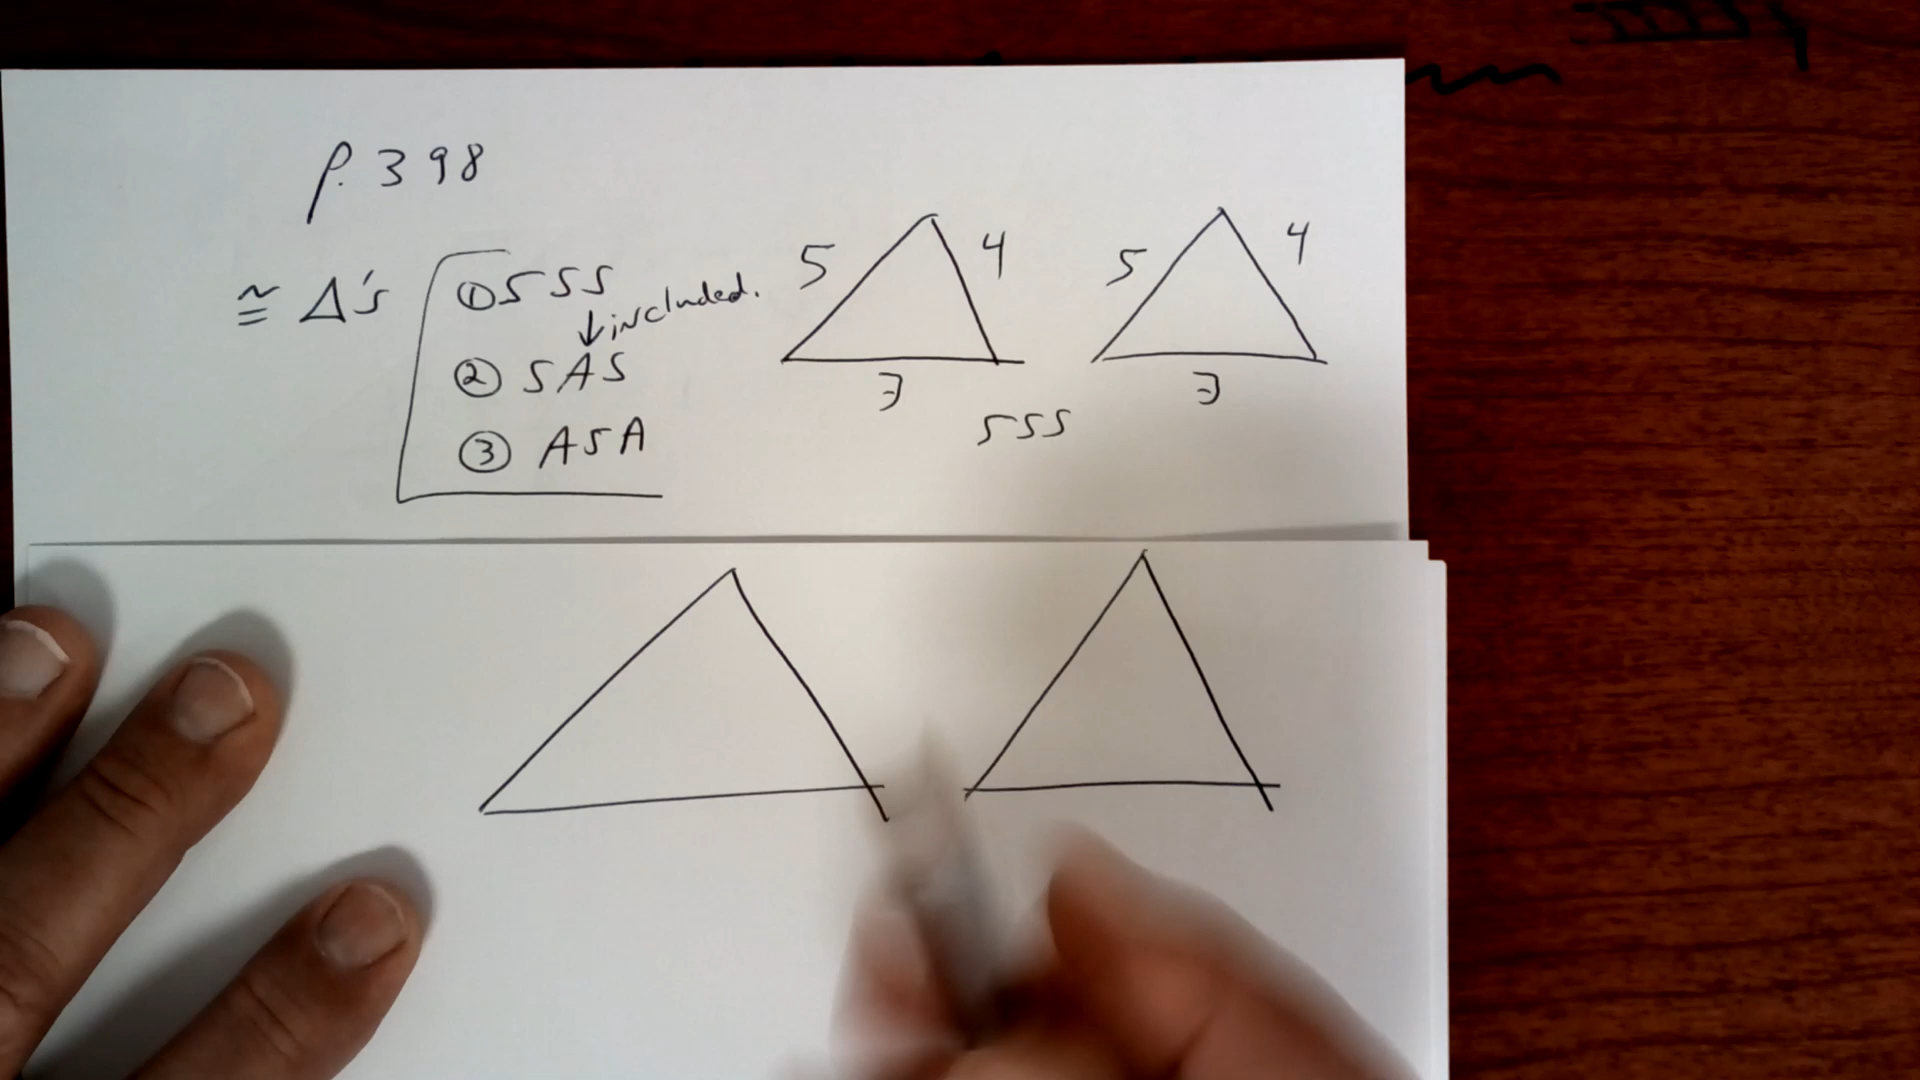 p. 398
≅ Δ's
① SSS
↓ included.
② SAS
③ ASA
5 4
3
5 4
3
SSS